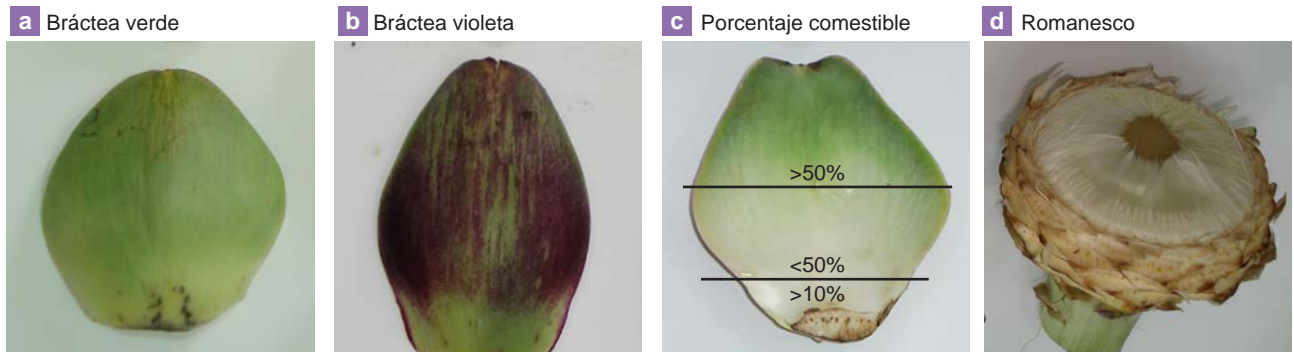 a Bráctea verde
b Bráctea violeta
c Porcentaje comestible
d Romanesco
>50%
<50%
>10%